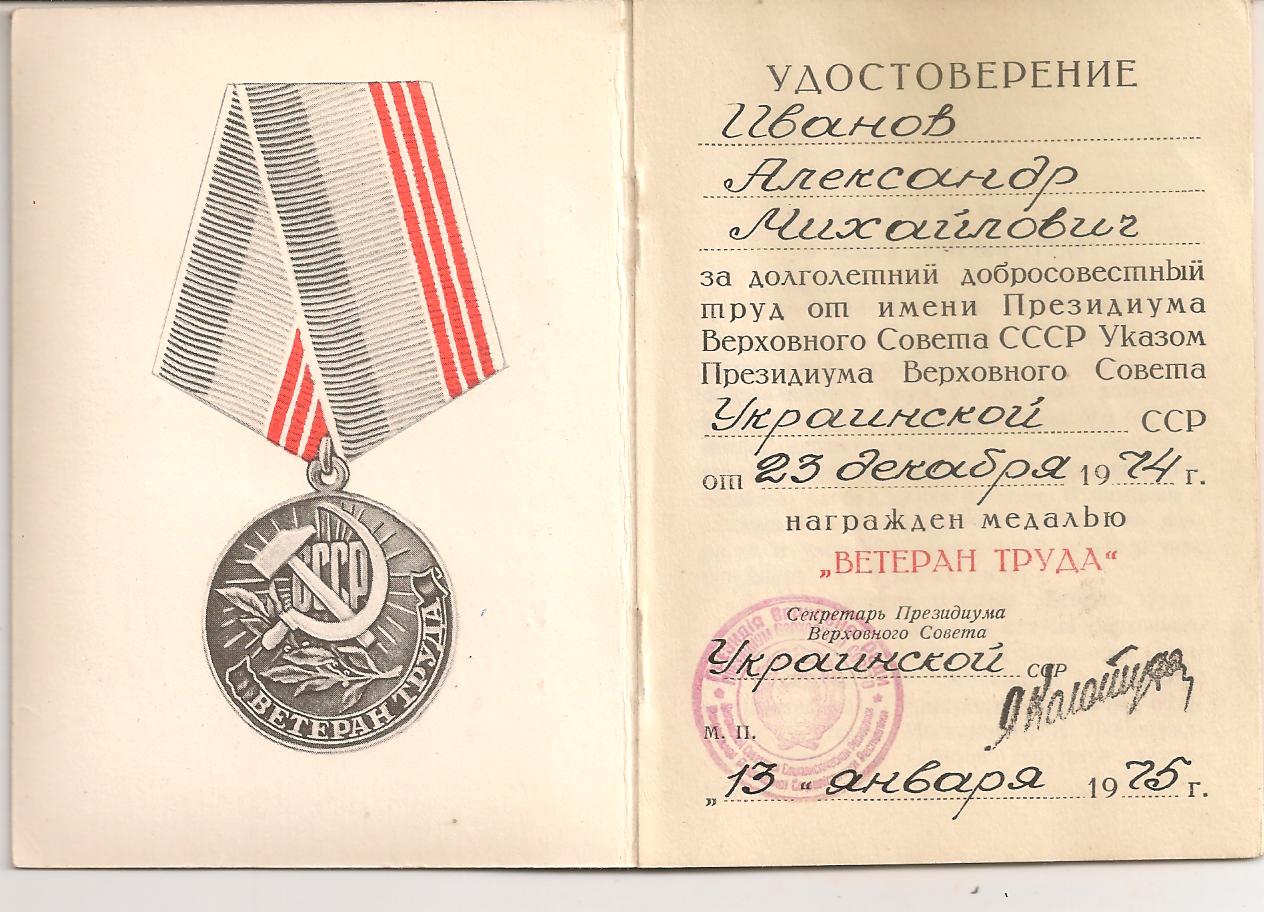 СССР
ВЕТЕРАН ТРУДА
УДОСТОВЕРЕНИЕ
Иванов
Александр
Михайлович
за долголетний добросовестный
труд от имени Президиума
Верховного Совета СССР Указом
Президиума Верховного Совета
Украинской ССР
от 23 декабря 1974 г.
награжден медалью
„ВЕТЕРАН ТРУДА“
Секретарь Президиума
Верховного Совета
Украинской ССР
М. П.
„13“ января 1975 г.